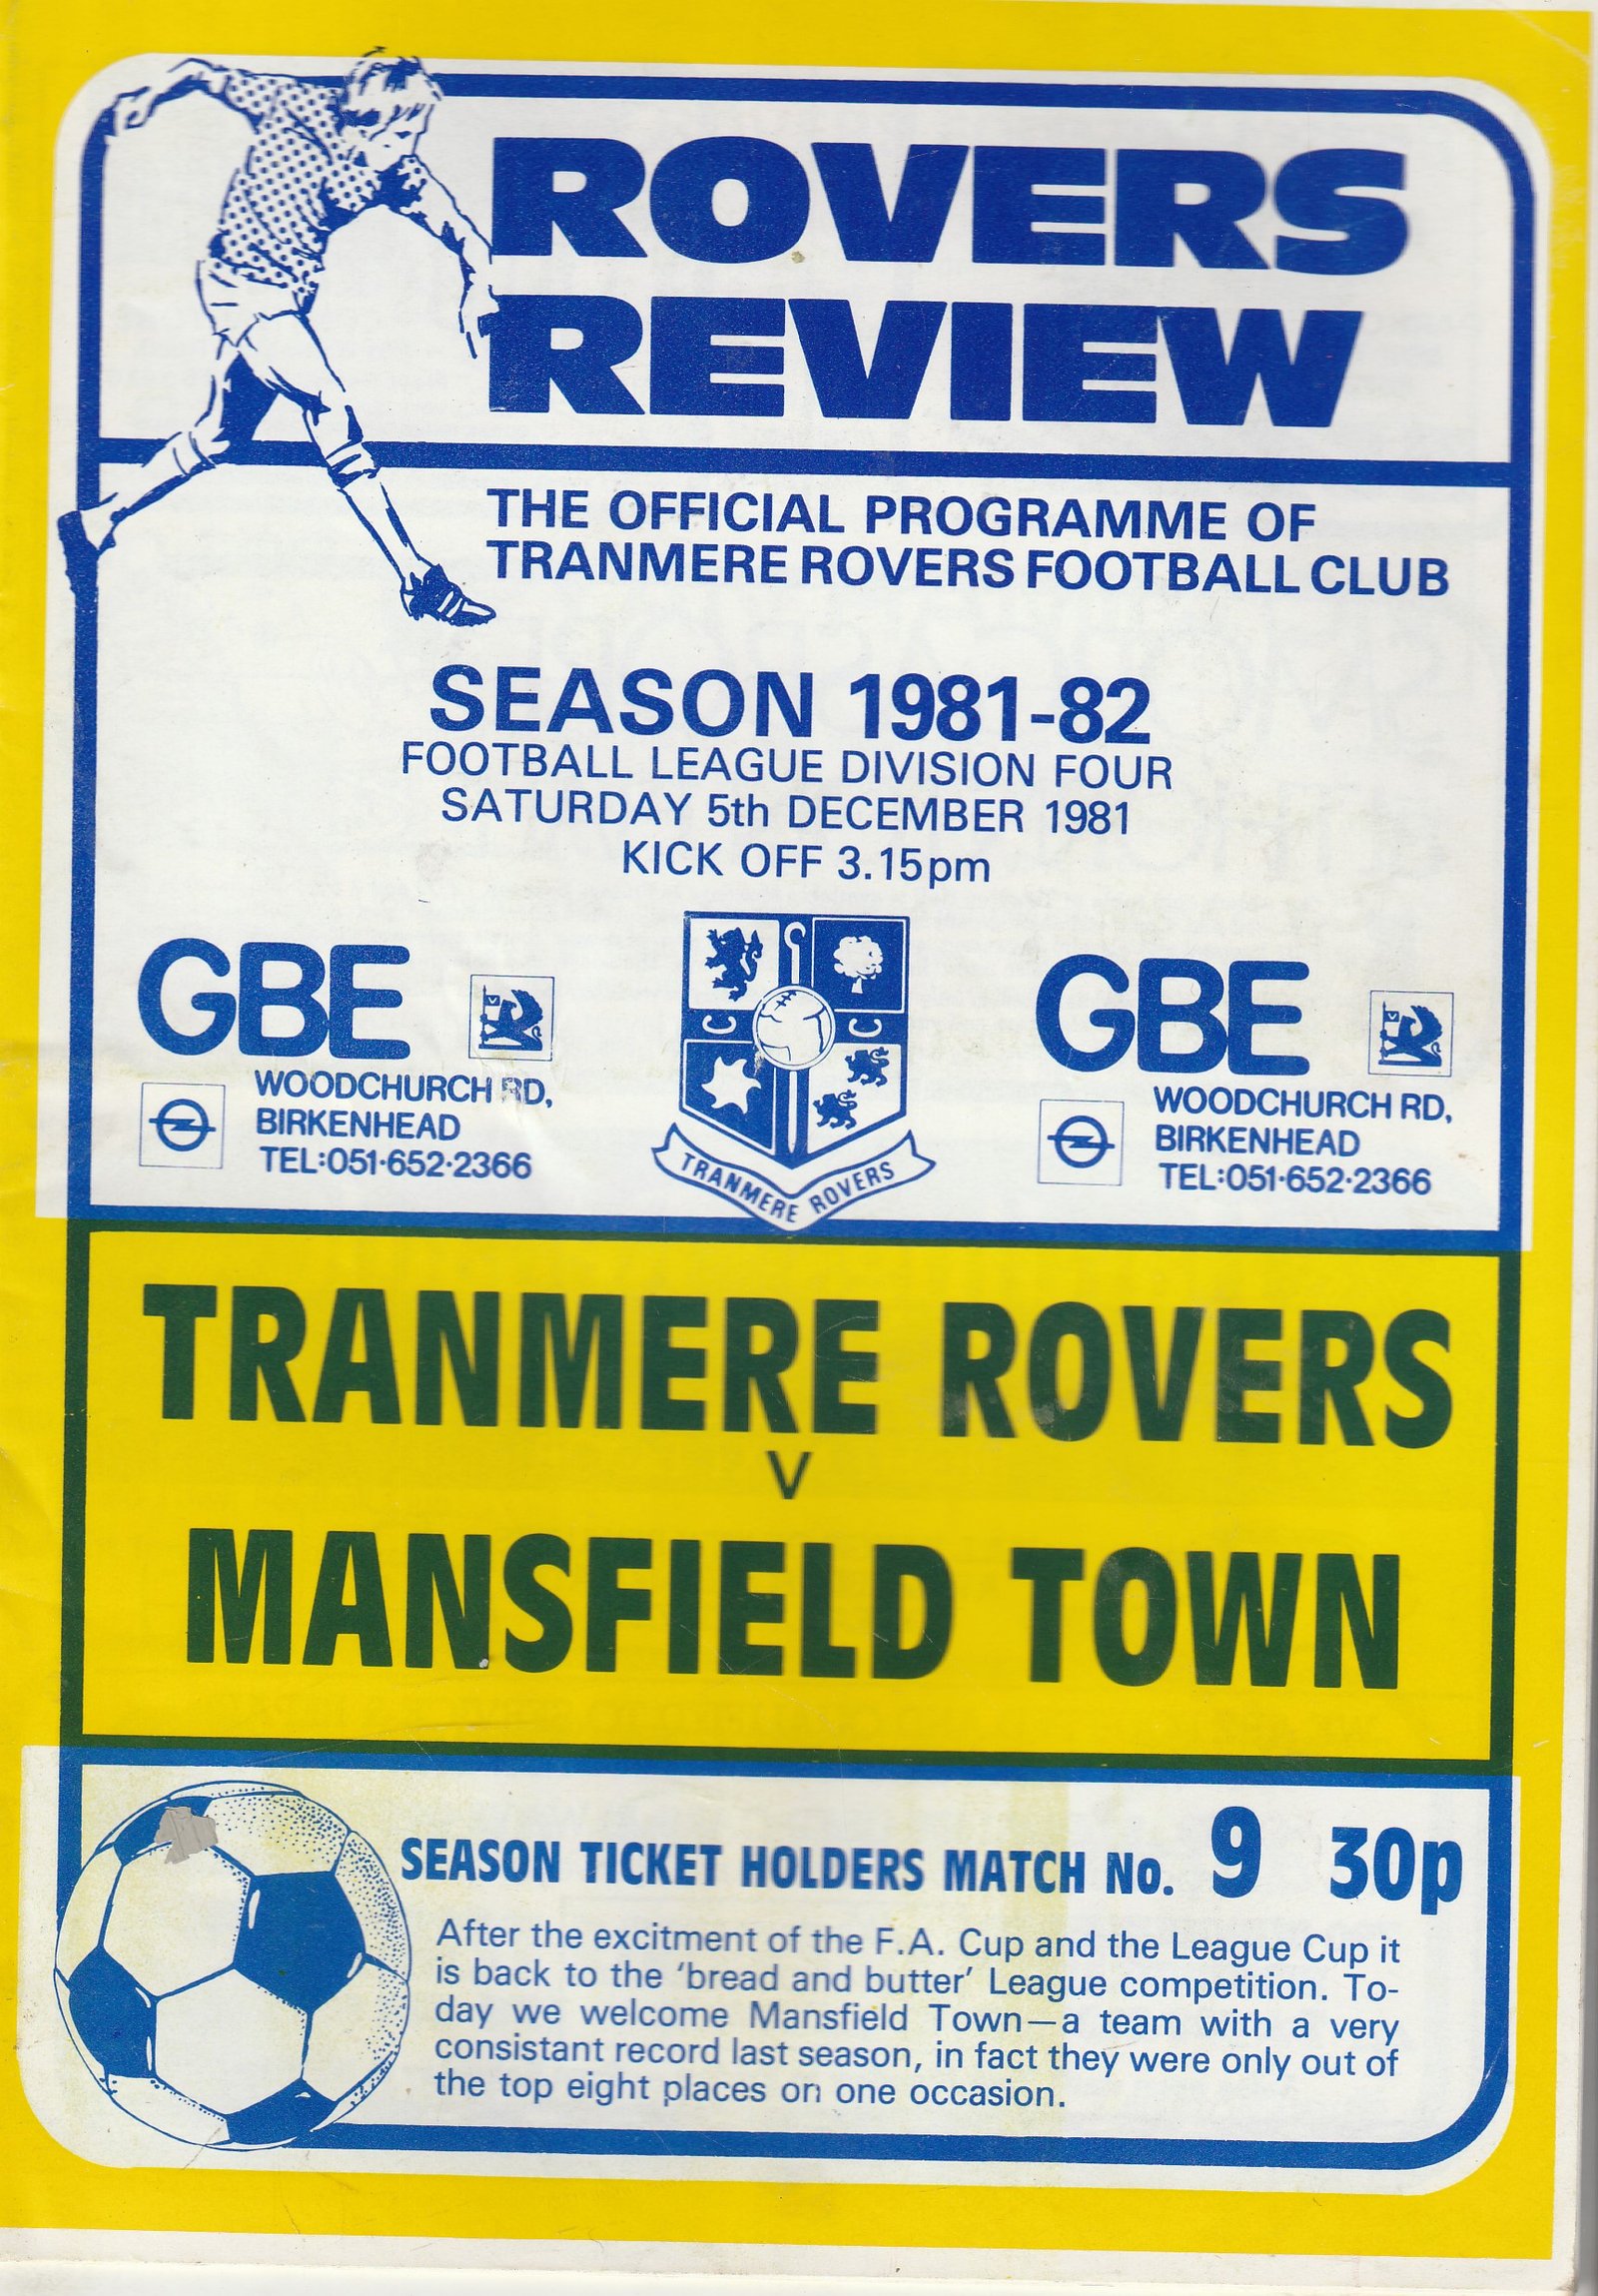 ROVERS
REVIEW
THE OFFICIAL PROGRAMME OF
TRANMERE ROVERS FOOTBALL CLUB
SEASON 1981-82
FOOTBALL LEAGUE DIVISION FOUR
SATURDAY 5th DECEMBER 1981
KICK OFF 3.15pm
GBE
WOODCHURCH RD,
BIRKENHEAD
TEL:051·652·2366
C C
TRANMERE ROVERS
GBE
V
WOODCHURCH RD,
BIRKENHEAD
TEL:051·652·2366
TRANMERE ROVERS
V
MANSFIELD TOWN
SEASON TICKET HOLDERS MATCH No. 9 30p
After the excitment of the F.A. Cup and the League Cup it
is back to the 'bread and butter' League competition. To-
day we welcome Mansfield Town—a team with a very
consistant record last season, in fact they were only out of
the top eight places on one occasion.